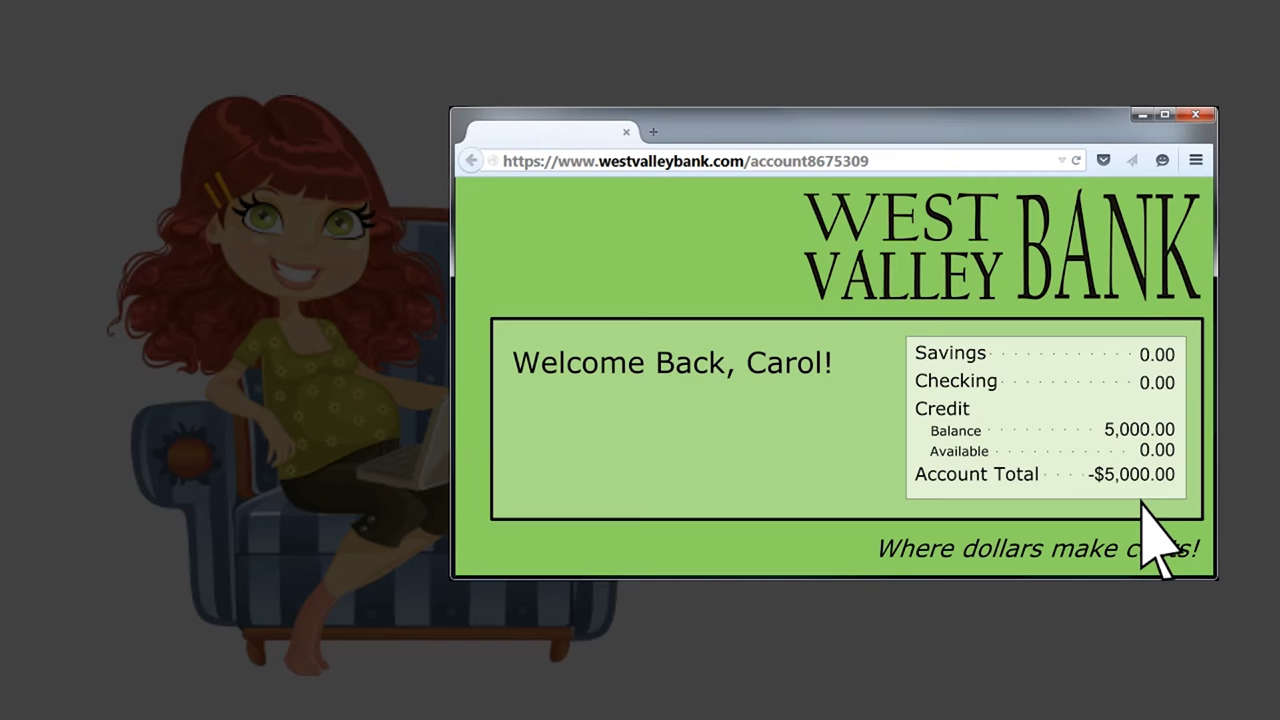 https://www.westvalleybank.com/account8675309
WEST VALLEY BANK
Welcome Back, Carol!
Savings 0.00
Checking 0.00
Credit
Balance 5,000.00
Available 0.00
Account Total -$5,000.00
Where dollars make